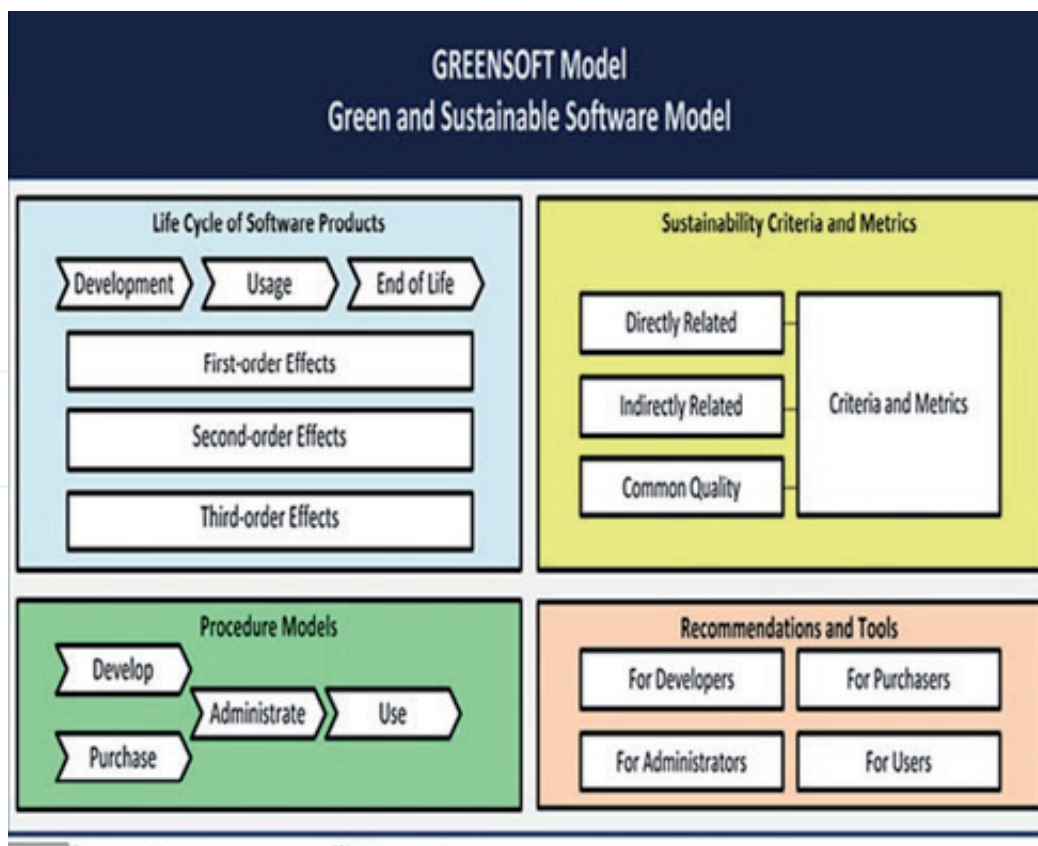 GREENSOFT Model
Green and Sustainable Software Model
Life Cycle of Software Products
Development
Usage
End of Life
First-order Effects
Second-order Effects
Third-order Effects
Sustainability Criteria and Metrics
Directly Related
Indirectly Related
Common Quality
Criteria and Metrics
Procedure Models
Develop
Purchase
Administrate
Use
Recommendations and Tools
For Developers
For Purchasers
For Administrators
For Users